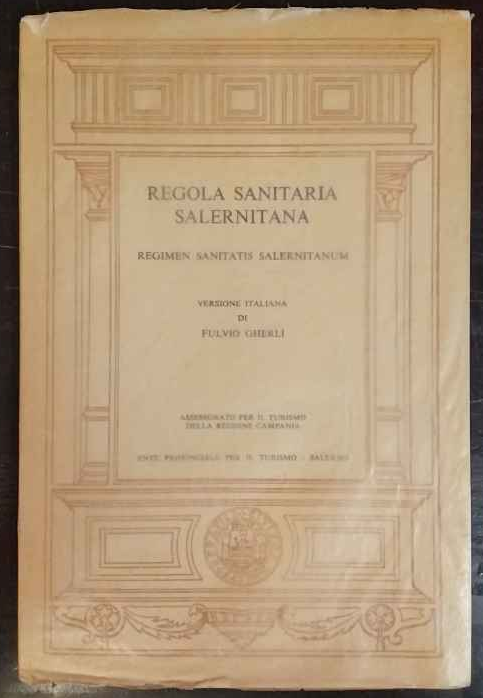 REGOLA SANITARIA
SALERNITANA
REGIMEN SANITATIS SALERNITANUM
VERSIONE ITALIANA
DI
FULVIO GHERLI
ASSESSORATO PER IL TURISMO
DELLA REGIONE CAMPANIA
ENTE PROVINCIALE PER IL TURISMO - SALERNO